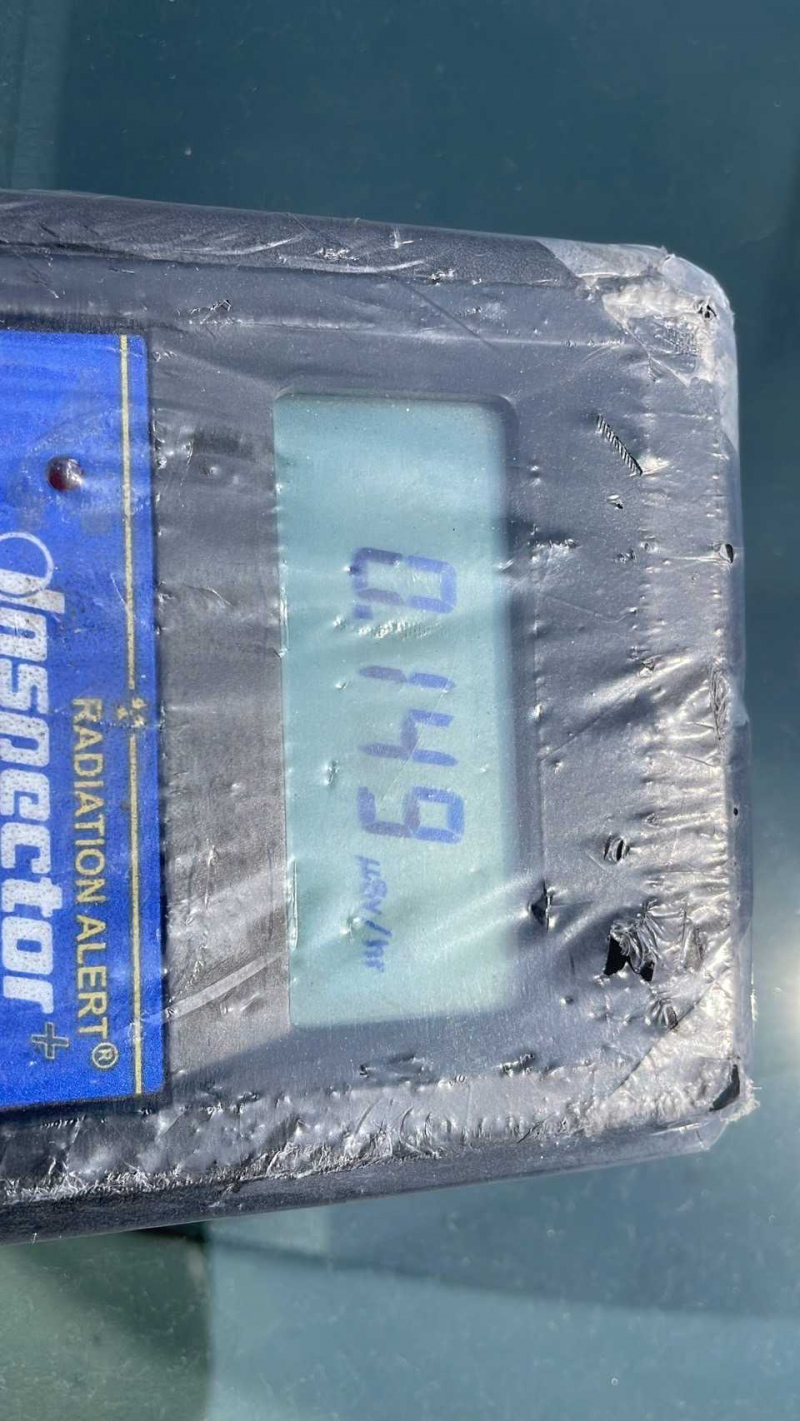 0.149
µSv/hr
RADIATION ALERT®
Inspector+